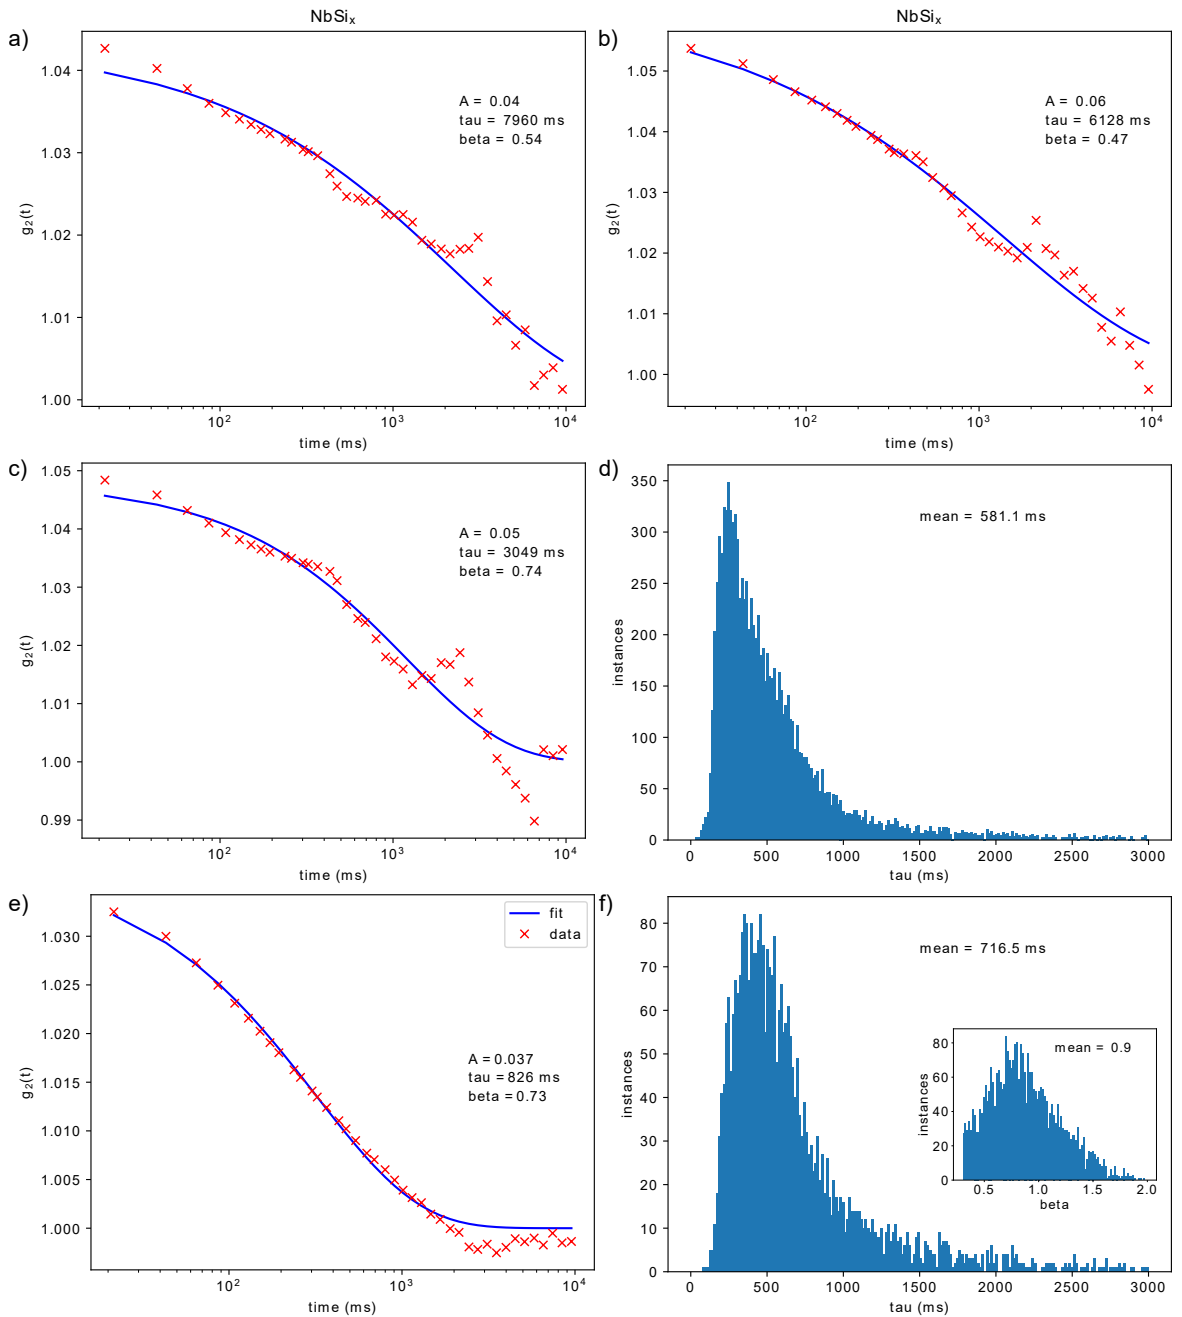 NbSiₓ
NbSiₓ
a)
1.04
1.03
1.02
1.01
1.00
g₂(t)
A = 0.04
tau = 7960 ms
beta = 0.54
10²
10³
10⁴
time (ms)
b)
1.05
1.04
1.03
1.02
1.01
1.00
g₂(t)
A = 0.06
tau = 6128 ms
beta = 0.47
10²
10³
10⁴
time (ms)
c)
1.05
1.04
1.03
1.02
1.01
1.00
0.99
g₂(t)
A = 0.05
tau = 3049 ms
beta = 0.74
10²
10³
10⁴
time (ms)
d)
350
300
250
200
150
100
50
0
instances
mean = 581.1 ms
0 500 1000 1500 2000 2500 3000
tau (ms)
e)
1.030
1.025
1.020
1.015
1.010
1.005
1.000
g₂(t)
fit
data
A = 0.037
tau = 826 ms
beta = 0.73
10²
10³
10⁴
time (ms)
f)
80
70
60
50
40
30
20
10
0
instances
mean = 716.5 ms
80
60
40
20
0
instances
mean = 0.9
0.5 1.0 1.5 2.0
beta
0 500 1000 1500 2000 2500 3000
tau (ms)